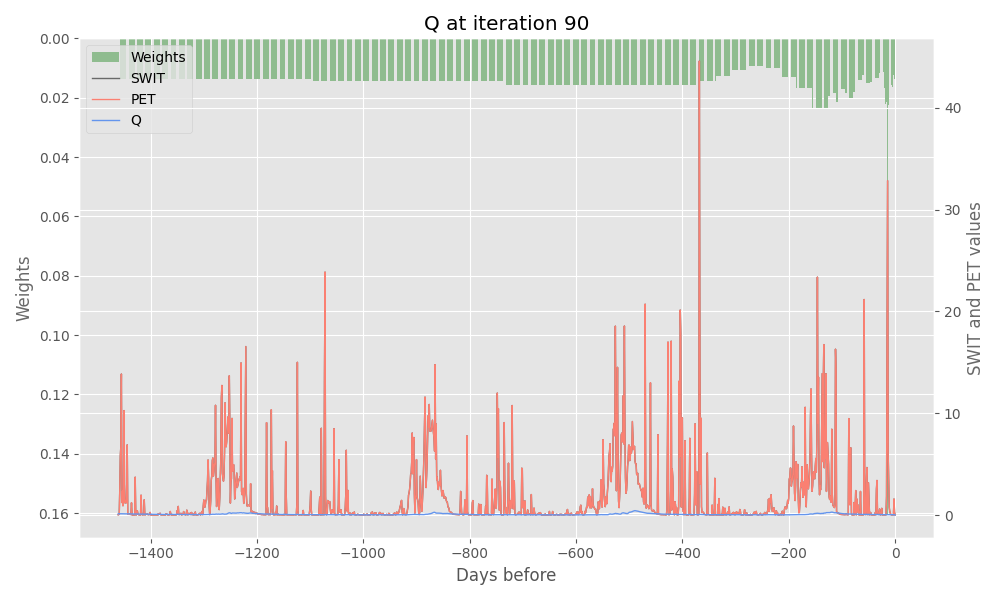 Q at iteration 90
0.00
0.02
0.04
0.06
0.08
0.10
0.12
0.14
0.16
Weights
Weights
SWIT
PET
Q
40
30
20
10
0
SWIT and PET values
−1400
−1200
−1000
−800
−600
−400
−200
0
Days before